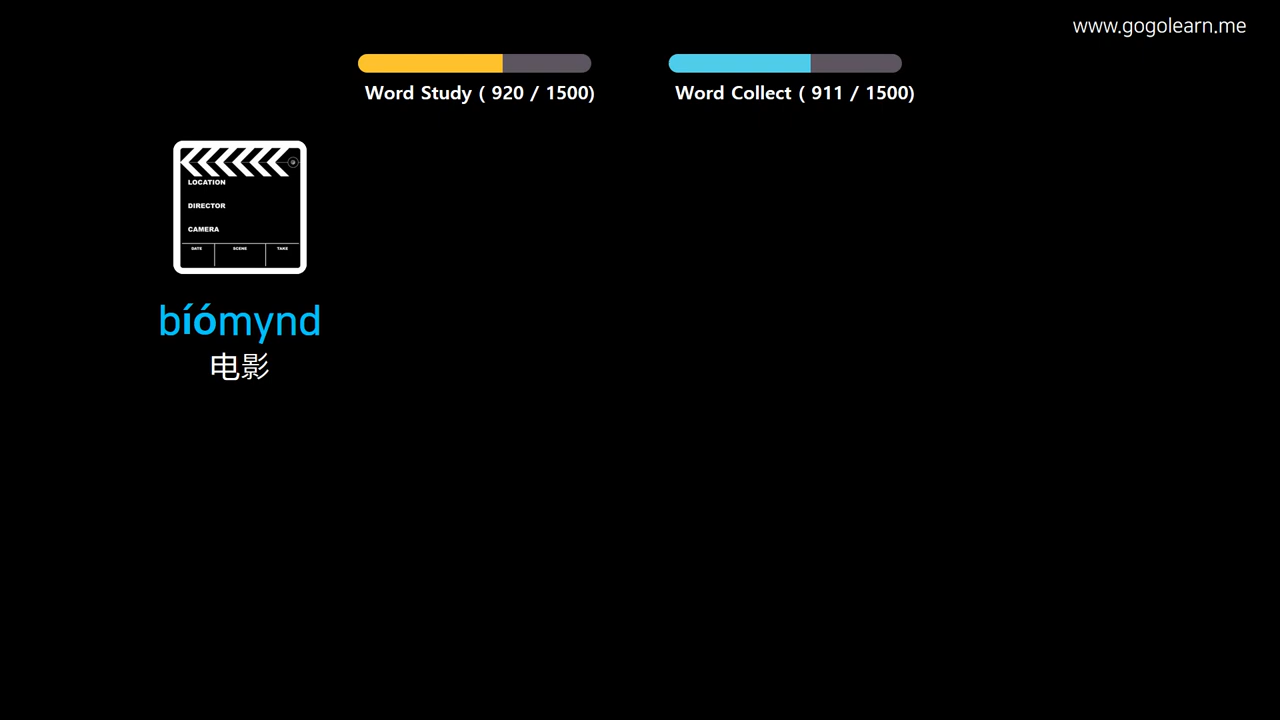 www.gogolearn.me
Word Study ( 920 / 1500)
Word Collect ( 911 / 1500)
LOCATION
DIRECTOR
CAMERA
DATE SCENE TAKE
bíómynd
电影